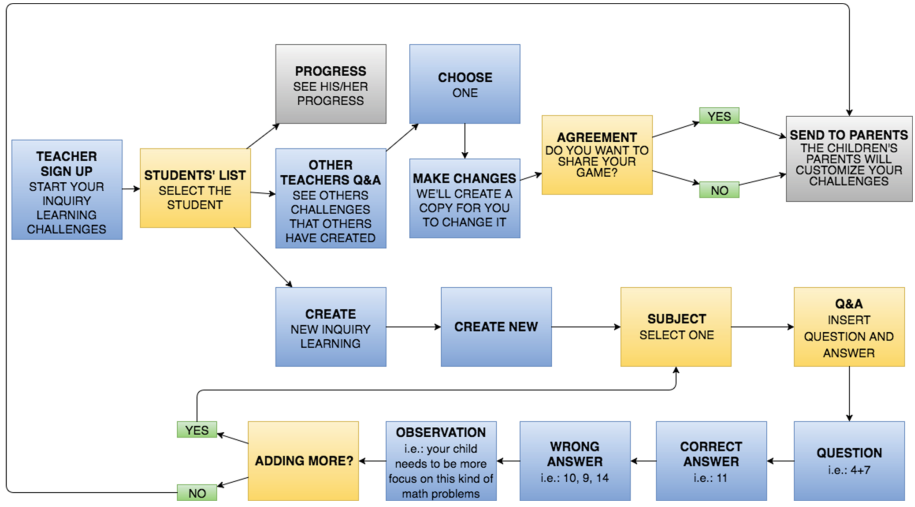 TEACHER
SIGN UP
START YOUR
INQUIRY
LEARNING
CHALLENGES
STUDENTS' LIST
SELECT THE
STUDENT
PROGRESS
SEE HIS/HER
PROGRESS
OTHER
TEACHERS Q&A
SEE OTHERS
CHALLENGES
THAT OTHERS
HAVE CREATED
CHOOSE
ONE
MAKE CHANGES
WE'LL CREATE A
COPY FOR YOU
TO CHANGE IT
AGREEMENT
DO YOU WANT TO
SHARE YOUR
GAME?
YES
NO
SEND TO PARENTS
THE CHILDREN'S
PARENTS WILL
CUSTOMIZE YOUR
CHALLENGES
CREATE
NEW INQUIRY
LEARNING
CREATE NEW
SUBJECT
SELECT ONE
Q&A
INSERT
QUESTION AND
ANSWER
QUESTION
i.e.: 4+7
CORRECT
ANSWER
i.e.: 11
WRONG
ANSWER
i.e.: 10, 9, 14
OBSERVATION
i.e.: your child
needs to be more
focus on this kind of
math problems
ADDING MORE?
YES
NO